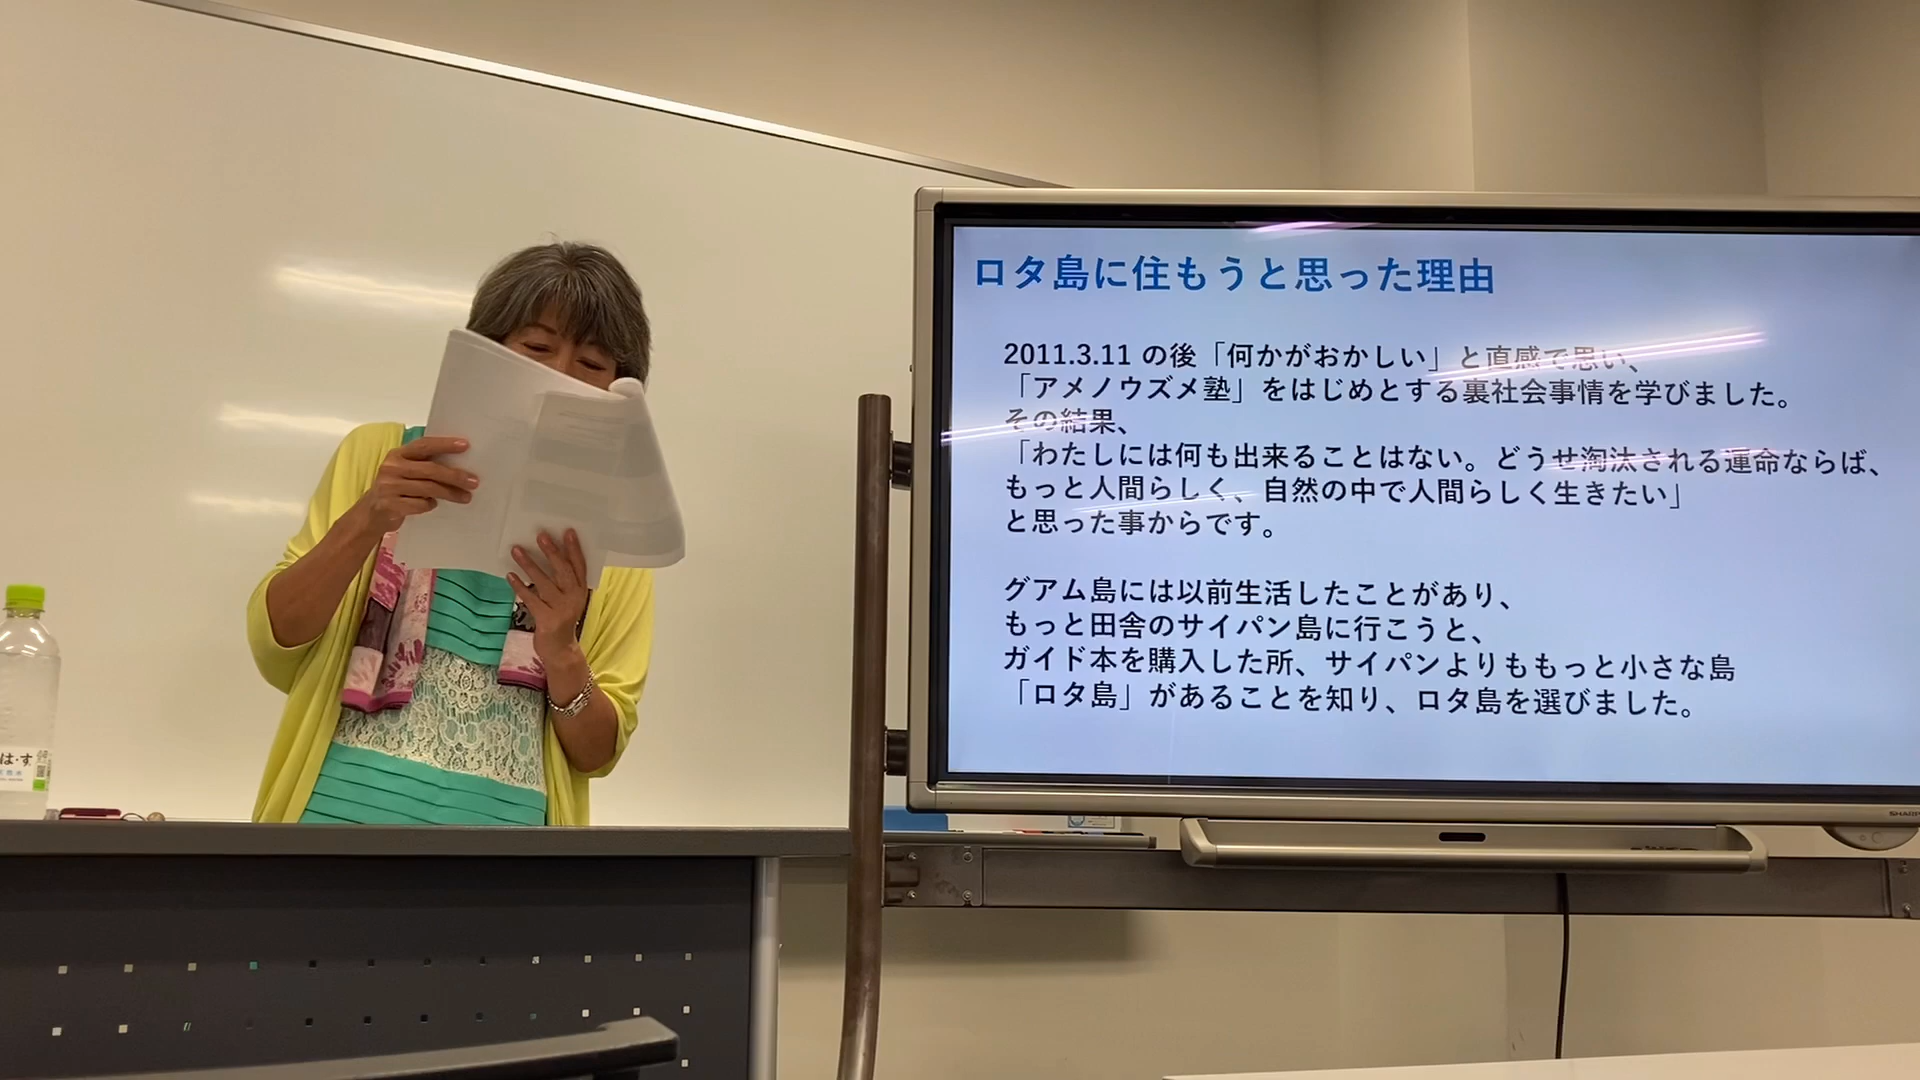 ロタ島に住もうと思った理由
2011.3.11 の後「何かがおかしい」と直感で思い、
「アメノウズメ塾」をはじめとする裏社会事情を学びました。
その結果、
「わたしには何も出来ることはない。どうせ淘汰される運命ならば、
もっと人間らしく、自然の中で人間らしく生きたい」
と思った事からです。
グアム島には以前生活したことがあり、
もっと田舎のサイパン島に行こうと、
ガイド本を購入した所、サイパンよりももっと小さな島
「ロタ島」があることを知り、ロタ島を選びました。
は・す
SHARP